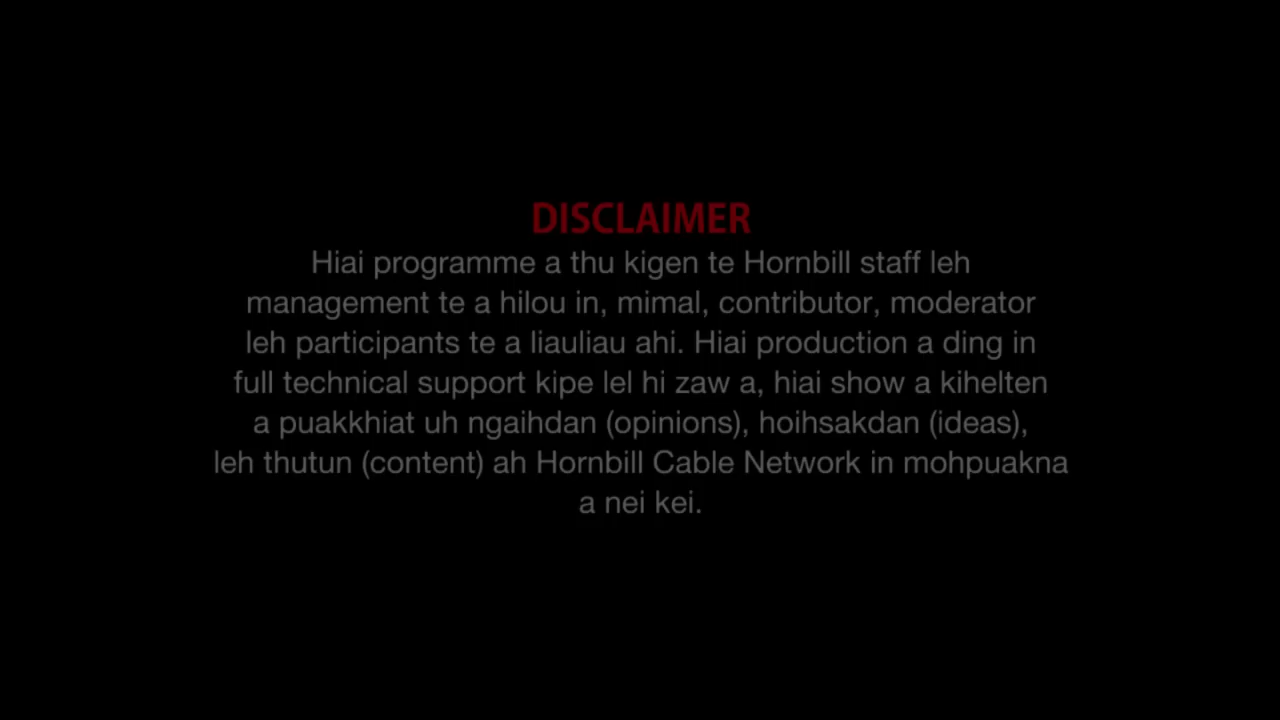 DISCLAIMER
Hiai programme a thu kigen te Hornbill staff leh
management te a hilou in, mimal, contributor, moderator
leh participants te a liauliau ahi. Hiai production a ding in
full technical support kipe lel hi zaw a, hiai show a kihelten
a puakkhiat uh ngaihdan (opinions), hoihsakdan (ideas),
leh thutun (content) ah Hornbill Cable Network in mohpuakna
a nei kei.